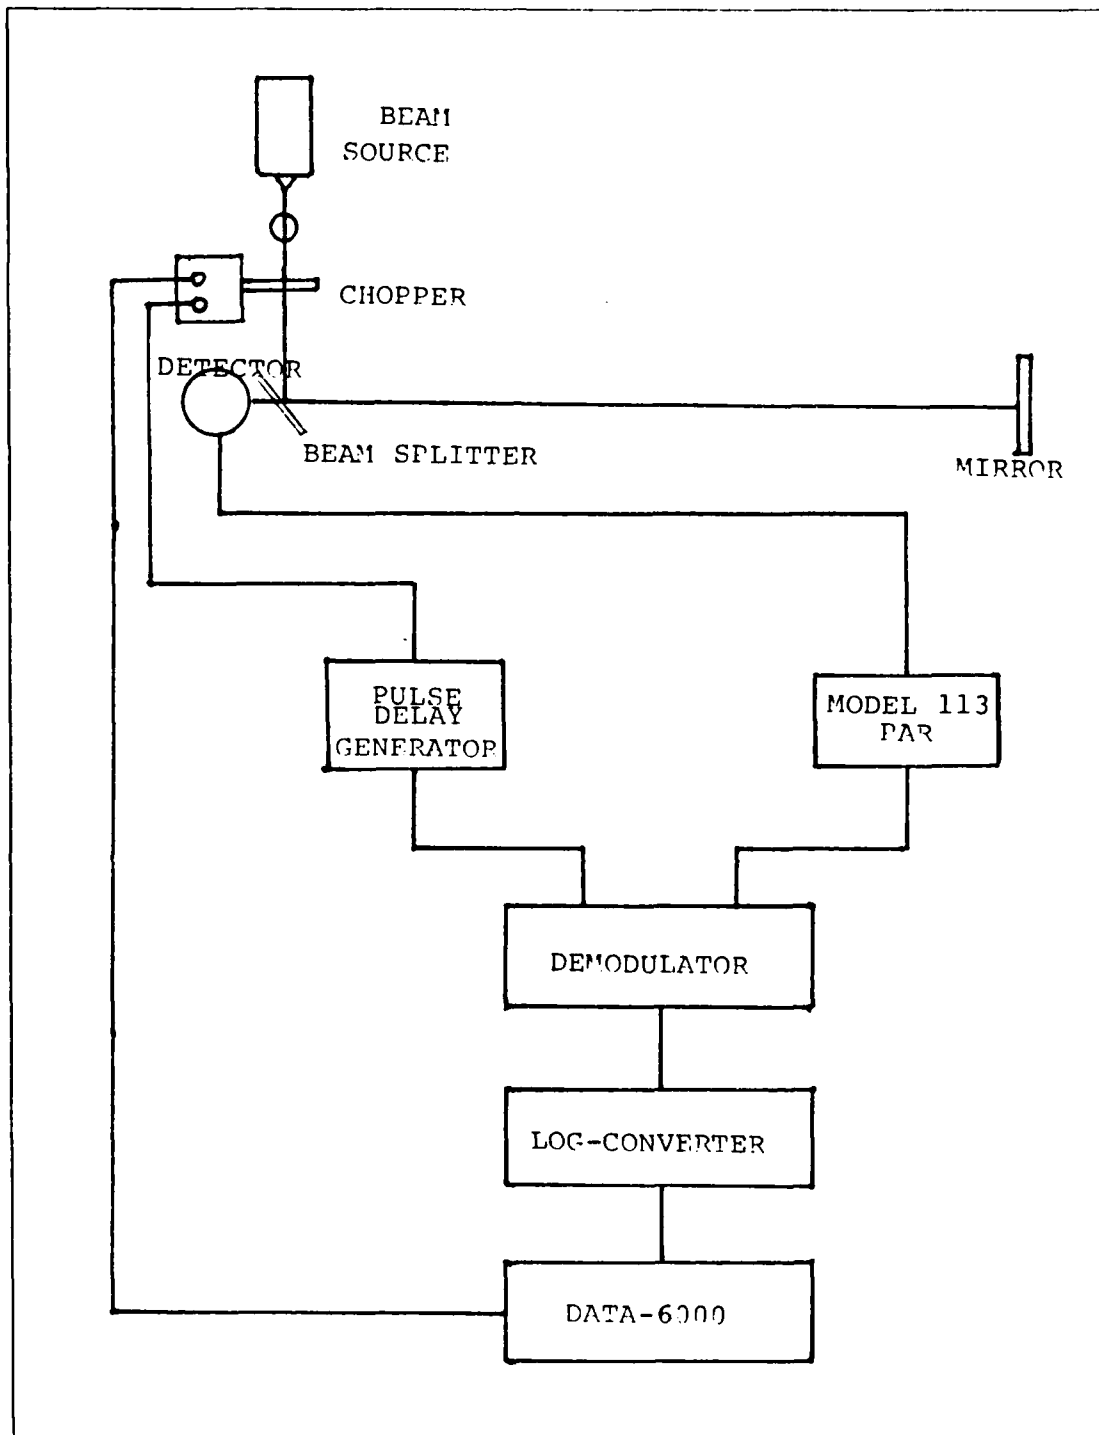 BEAM
SOURCE
CHOPPER
DETECTOR
BEAM SPLITTER
MIRROR
PULSE
DELAY
GENERATOR
MODEL 113
PAR
DEMODULATOR
LOG-CONVERTER
DATA-6000